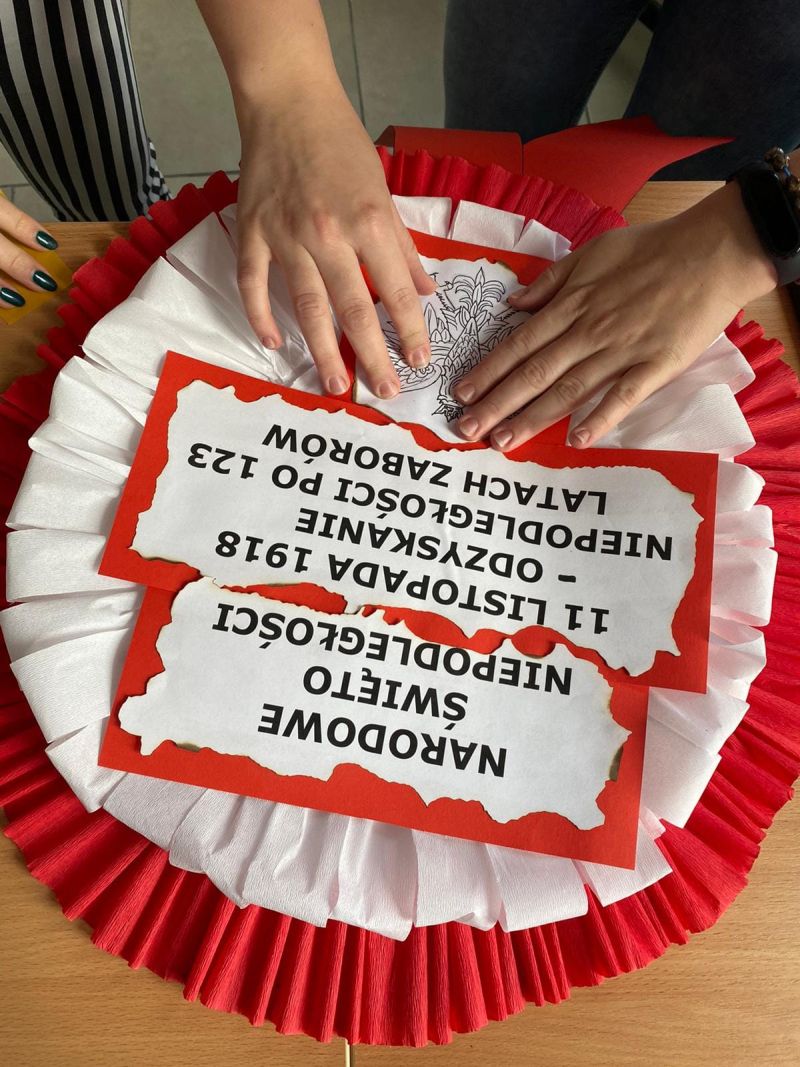 NARODOWE
ŚWIĘTO
NIEPODLEGŁOŚCI
11 LISTOPADA 1918
- ODZYSKANIE
NIEPODLEGŁOŚCI PO 123
LATACH ZABORÓW